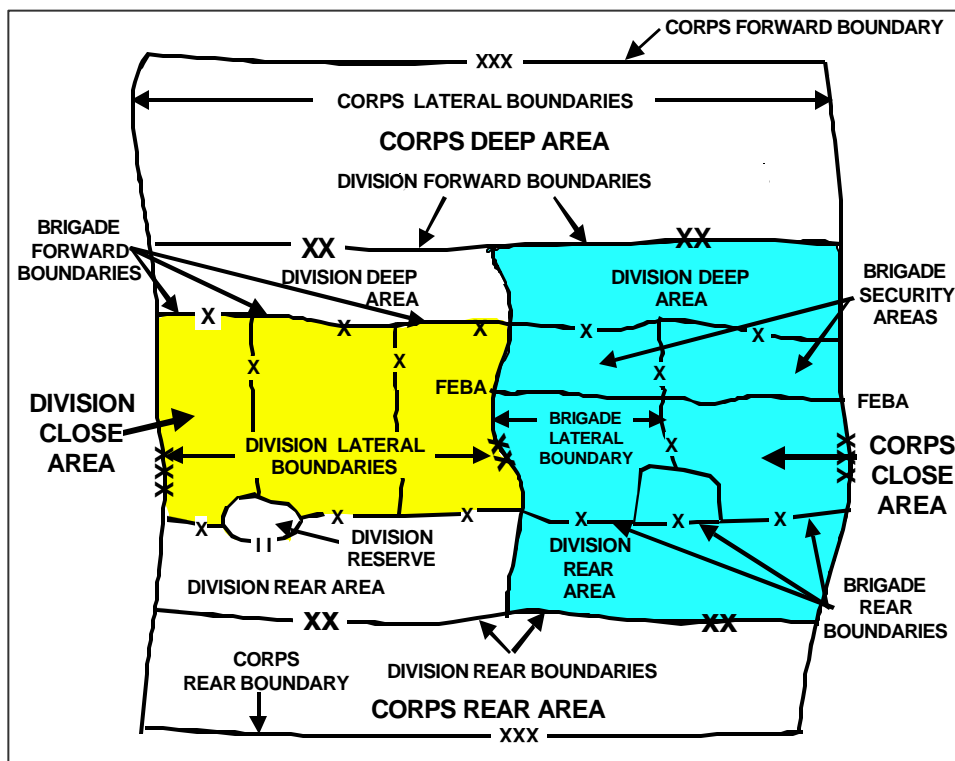 CORPS FORWARD BOUNDARY
XXX
CORPS LATERAL BOUNDARIES
CORPS DEEP AREA
DIVISION FORWARD BOUNDARIES
BRIGADE
FORWARD
BOUNDARIES
XX
XX
DIVISION DEEP
AREA
DIVISION DEEP
AREA
BRIGADE
SECURITY
AREAS
X
X
X
X
X
X
X
X
FEBA
FEBA
DIVISION
CLOSE
AREA
BRIGADE
LATERAL
BOUNDARY
DIVISION LATERAL
BOUNDARIES
XXX
XX
X
XXX
CORPS
CLOSE
AREA
X
X
X
X
X
X
II
DIVISION
RESERVE
DIVISION
REAR
AREA
DIVISION REAR AREA
BRIGADE
REAR
BOUNDARIES
XX
XX
CORPS
REAR BOUNDARY
DIVISION REAR BOUNDARIES
CORPS REAR AREA
XXX